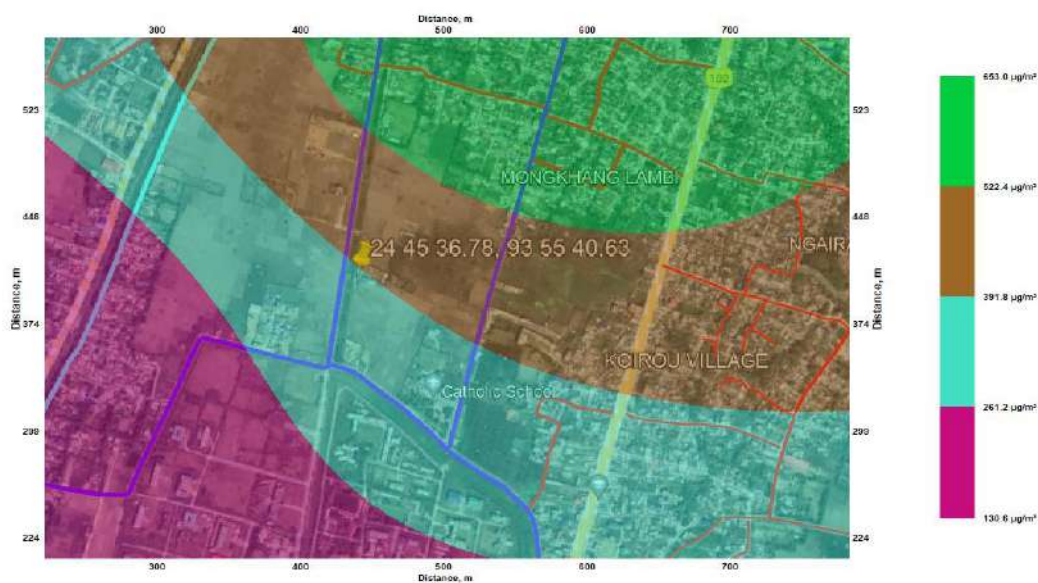 Distance, m
300 400 500 600 700
523 523
448 448
374 374
299 299
224 224
Distance, m
Distance, m
102
MONGKHANG LAMBI
24 45 36.78, 93 55 40.63
NGAIRA
KOIROU VILLAGE
Catholic School
300 400 500 600 700
Distance, m
653.0 µg/m³
522.4 µg/m³
391.8 µg/m³
261.2 µg/m³
130.6 µg/m³